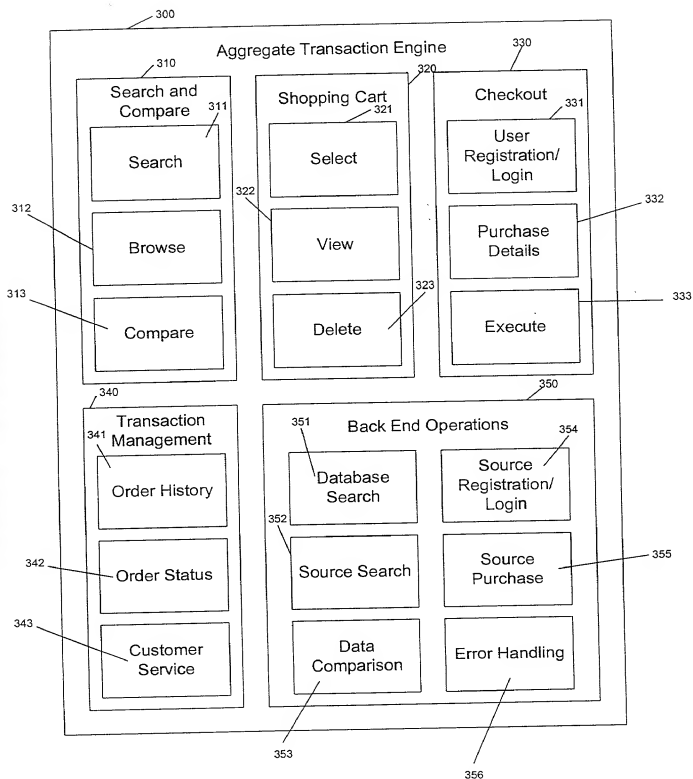 300
Aggregate Transaction Engine
310
Search and
Compare
311
Search
312
Browse
313
Compare
320
Shopping Cart
321
Select
322
View
323
Delete
330
Checkout
331
User
Registration/
Login
332
Purchase
Details
333
Execute
340
Transaction
Management
341
Order History
342
Order Status
343
Customer
Service
350
Back End Operations
351
Database
Search
352
Source Search
Data
Comparison
353
354
Source
Registration/
Login
355
Source
Purchase
Error Handling
356